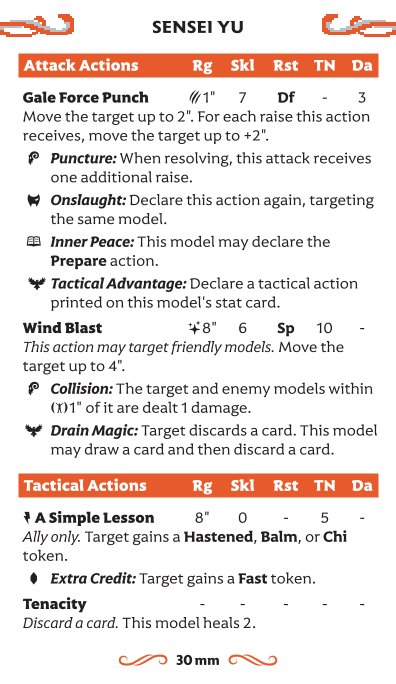 SENSEI YU
Attack Actions Rg Skl Rst TN Da
Gale Force Punch 1" 7 Df - 3
Move the target up to 2". For each raise this action
receives, move the target up to +2".
Puncture: When resolving, this attack receives
one additional raise.
Onslaught: Declare this action again, targeting
the same model.
Inner Peace: This model may declare the
Prepare action.
Tactical Advantage: Declare a tactical action
printed on this model's stat card.
Wind Blast 8" 6 Sp 10 -
This action may target friendly models. Move the
target up to 4".
Collision: The target and enemy models within
1" of it are dealt 1 damage.
Drain Magic: Target discards a card. This model
may draw a card and then discard a card.
Tactical Actions Rg Skl Rst TN Da
A Simple Lesson 8" 0 - 5 -
Ally only. Target gains a Hastened, Balm, or Chi
token.
Extra Credit: Target gains a Fast token.
Tenacity - - - - -
Discard a card. This model heals 2.
30 mm